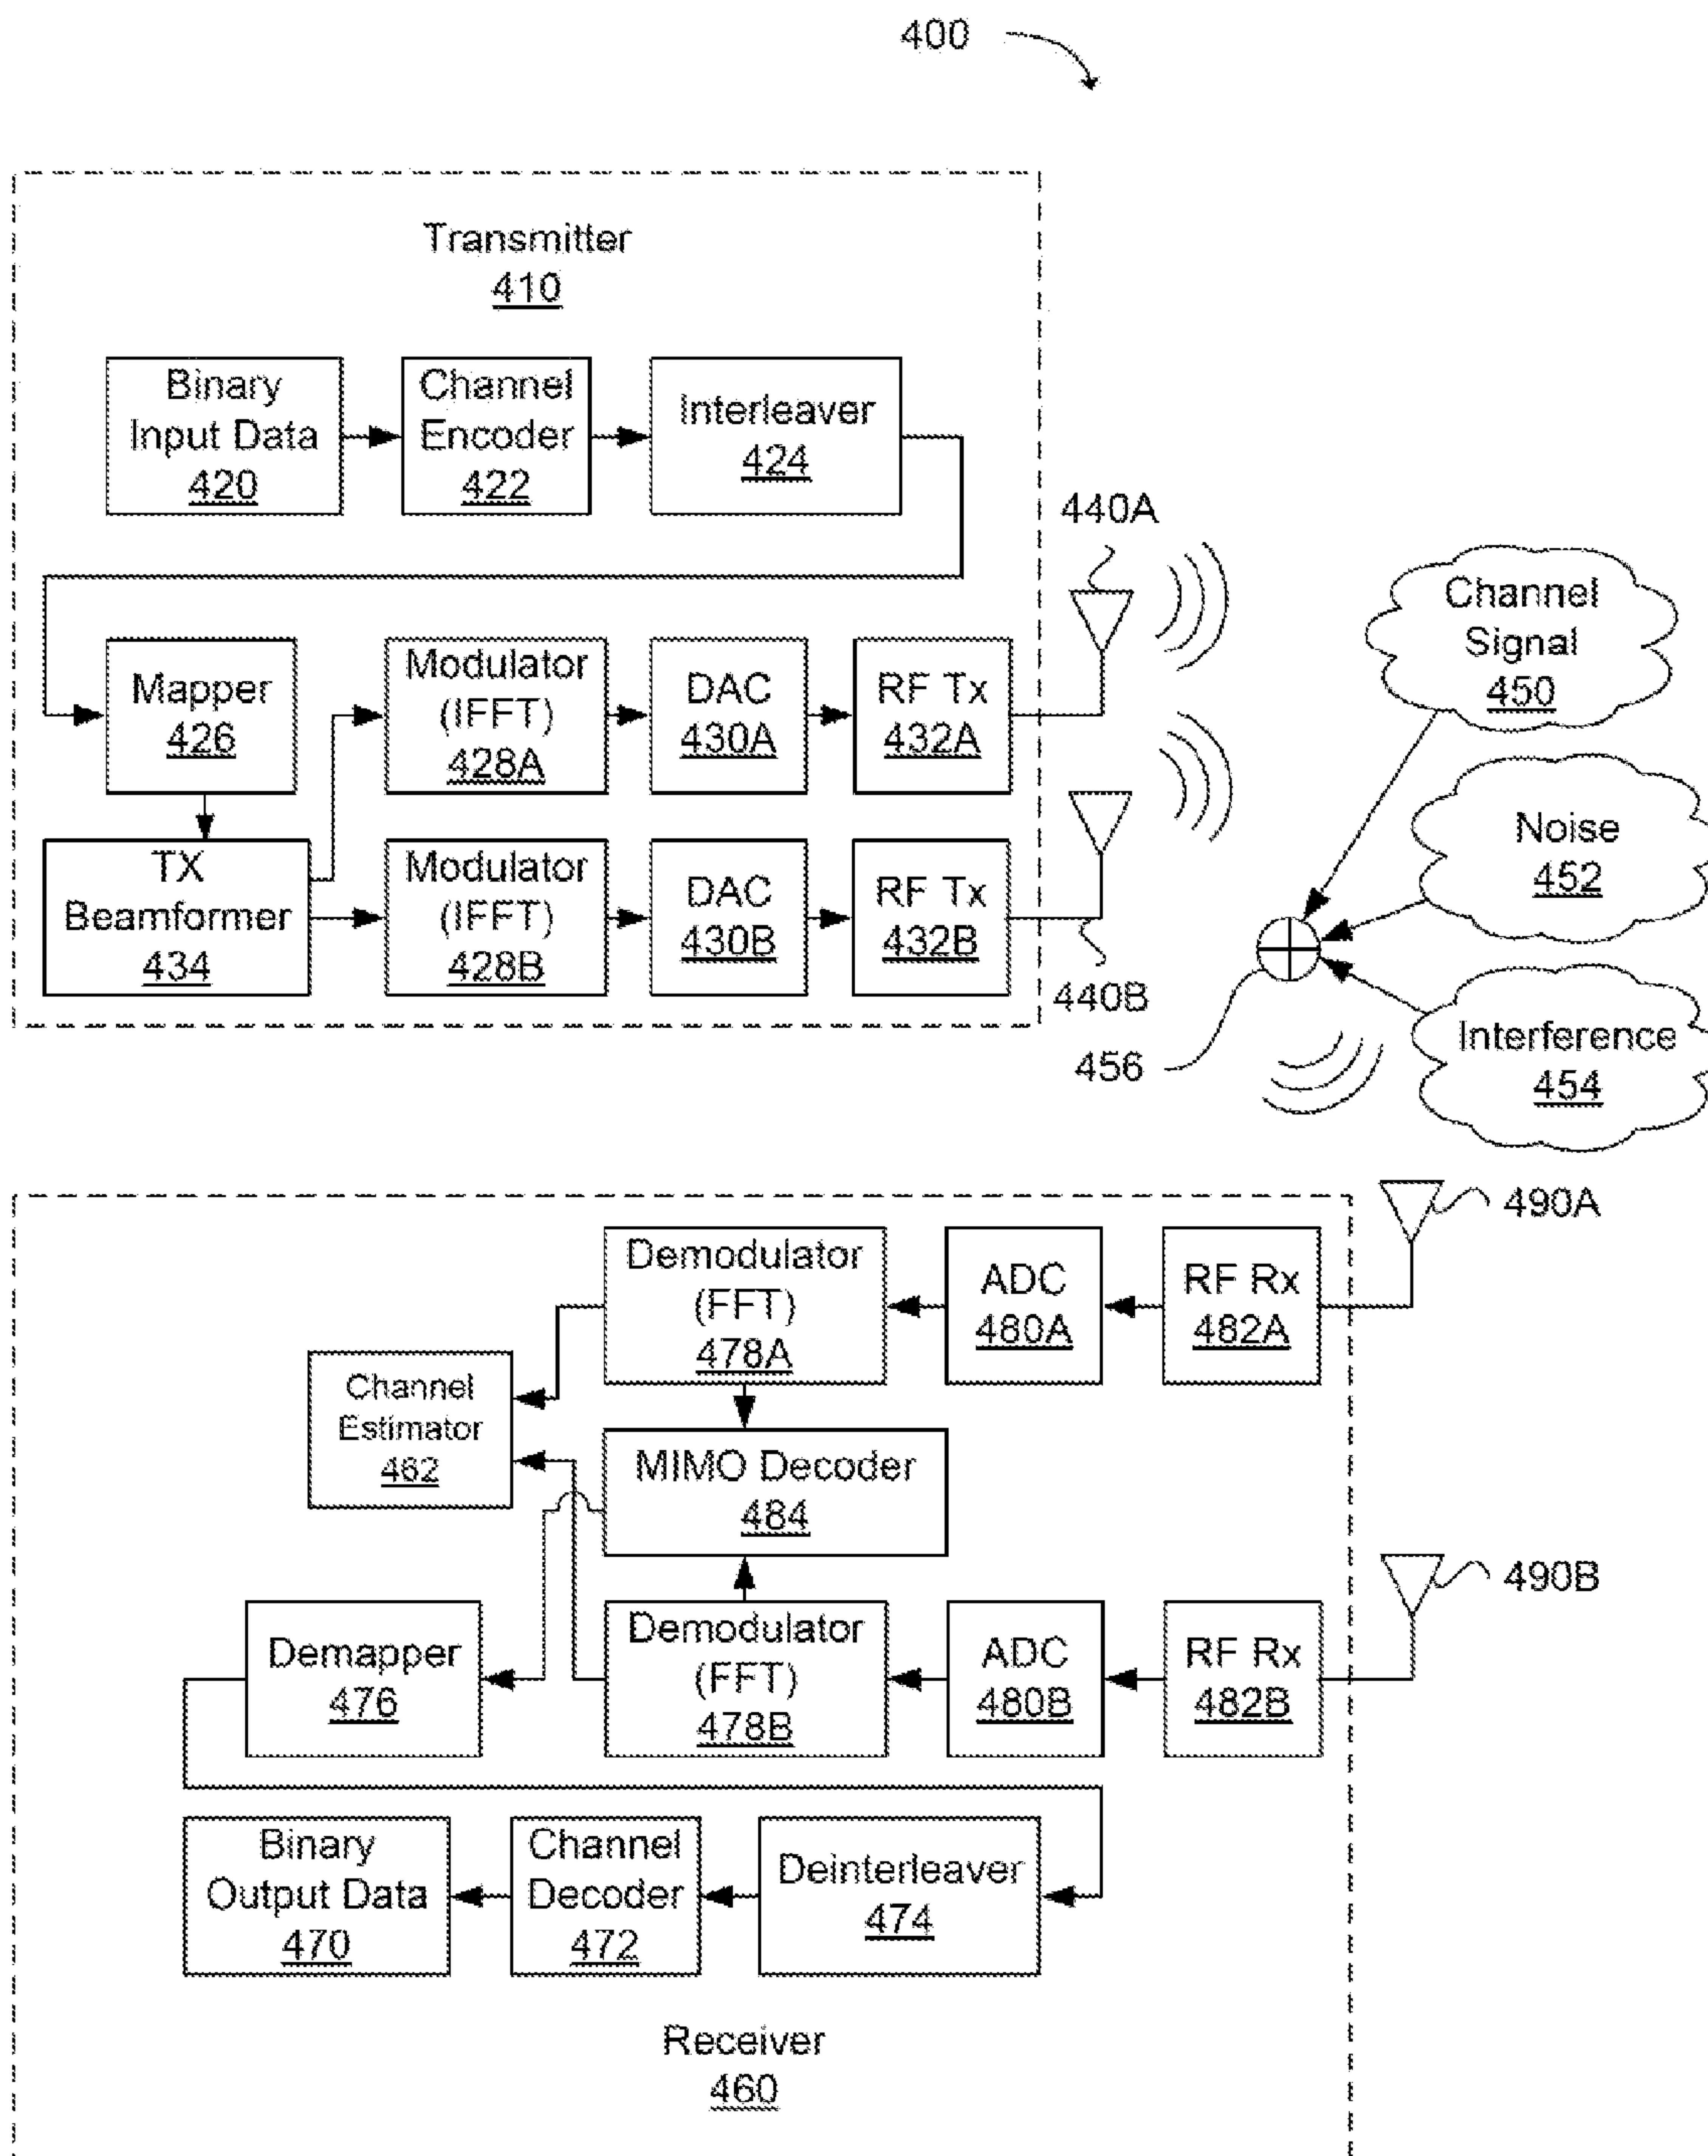 400
Transmitter
410
Binary
Input Data
420
Channel
Encoder
422
Interleaver
424
440A
Channel
Signal
450
Mapper
426
Modulator
(IFFT)
428A
DAC
430A
RF Tx
432A
Noise
452
TX
Beamformer
434
Modulator
(IFFT)
428B
DAC
430B
RF Tx
432B
440B
456
Interference
454
490A
Demodulator
(FFT)
478A
ADC
480A
RF Rx
482A
Channel
Estimator
462
MIMO Decoder
484
490B
Demapper
476
Demodulator
(FFT)
478B
ADC
480B
RF Rx
482B
Binary
Output Data
470
Channel
Decoder
472
Deinterleaver
474
Receiver
460